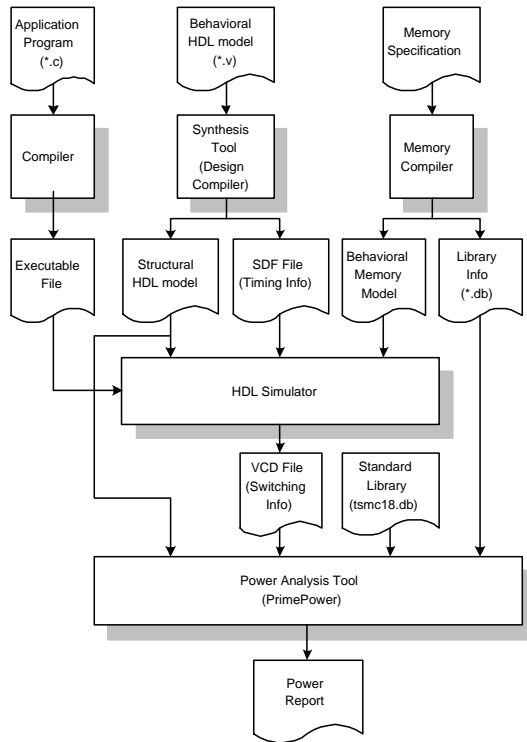 Application
Program
(*.c)
Behavioral
HDL model
(*.v)
Memory
Specification
Compiler
Synthesis
Tool
(Design
Compiler)
Memory
Compiler
Executable
File
Structural
HDL model
SDF File
(Timing Info)
Behavioral
Memory
Model
Library
Info
(*.db)
HDL Simulator
VCD File
(Switching
Info)
Standard
Library
(tsmc18.db)
Power Analysis Tool
(PrimePower)
Power
Report